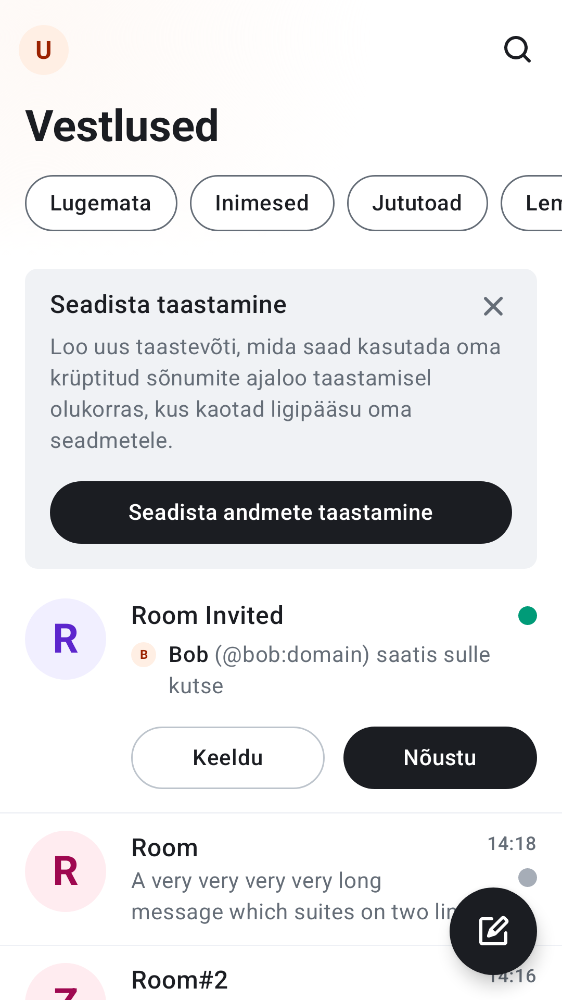 U
Vestlused
Lugemata
Inimesed
Jututoad
Seadista taastamine
Loo uus taastevõti, mida saad kasutada oma
krüptitud sõnumite ajaloo taastamisel
olukorras, kus kaotad ligipääsu oma
seadmetele.
Seadista andmete taastamine
R
Room Invited
B
Bob (@bob:domain) saatis sulle
kutse
Keeldu
Nõustu
R
Room
14:18
A very very very very long
message which suites on two
Room#2
14:16